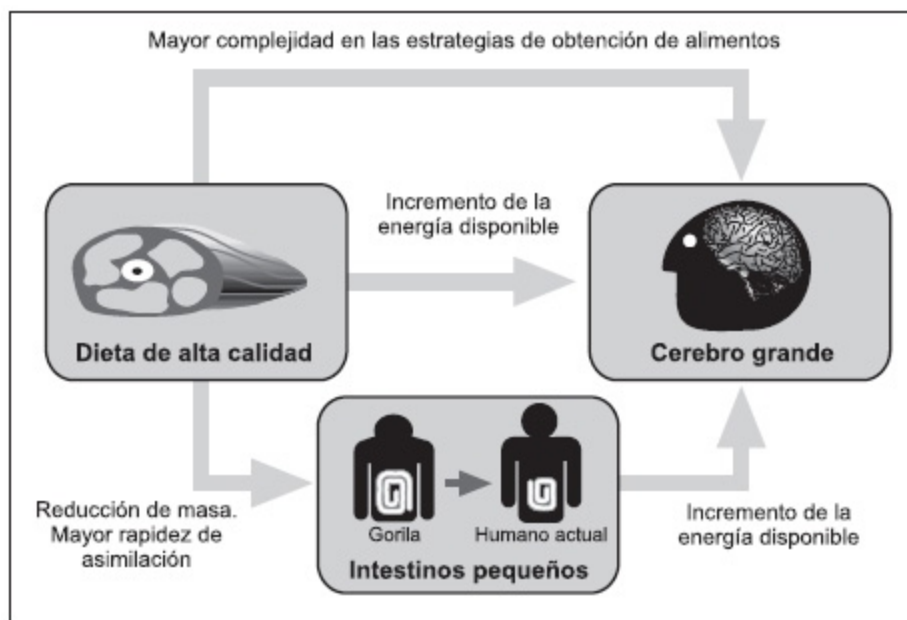 Mayor complejidad en las estrategias de obtención de alimentos
Incremento de la
energía disponible
Dieta de alta calidad
Cerebro grande
Reducción de masa.
Mayor rapidez de
asimilación
Gorila
Humano actual
Intestinos pequeños
Incremento de la
energía disponible